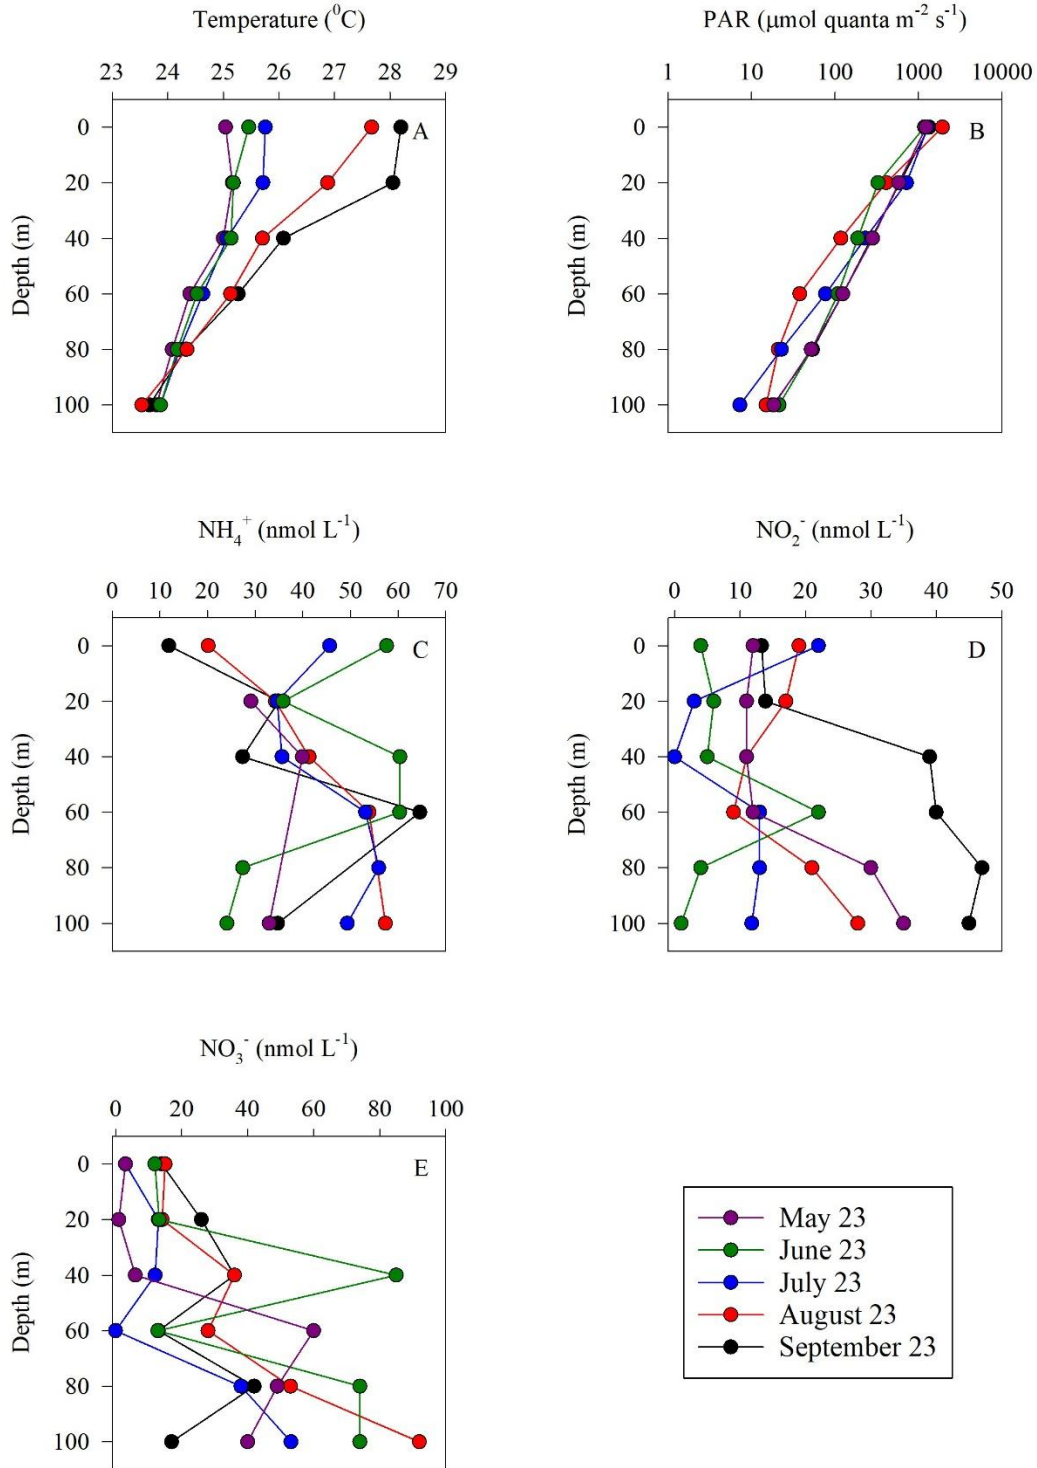 Temperature (⁰C)
23 24 25 26 27 28 29
0
20
40
60
80
100
Depth (m)
A
PAR (µmol quanta m⁻² s⁻¹)
1 10 100 1000 10000
0
20
40
60
80
100
Depth (m)
B
NH₄⁺ (nmol L⁻¹)
0 10 20 30 40 50 60 70
0
20
40
60
80
100
Depth (m)
C
NO₂⁻ (nmol L⁻¹)
0 10 20 30 40 50
0
20
40
60
80
100
Depth (m)
D
NO₃⁻ (nmol L⁻¹)
0 20 40 60 80 100
0
20
40
60
80
100
Depth (m)
E
May 23
June 23
July 23
August 23
September 23